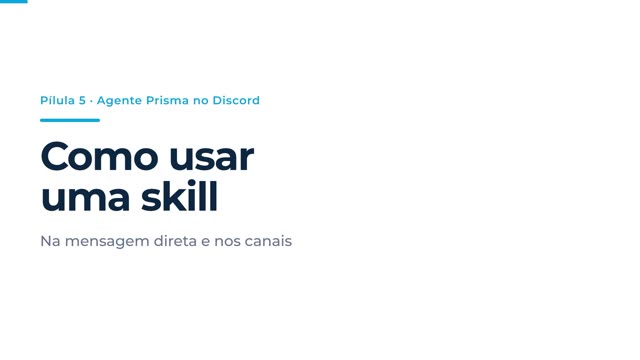 Pílula 5 · Agente Prisma no Discord
Como usar
uma skill
Na mensagem direta e nos canais